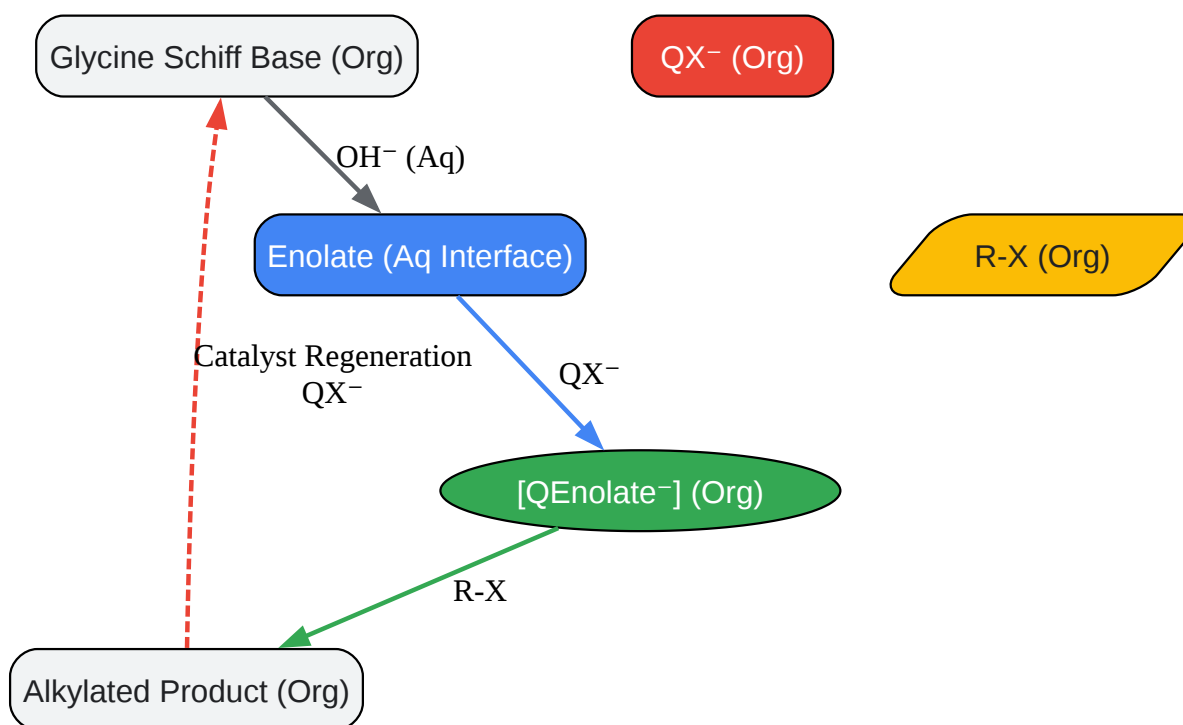 Glycine Schiff Base (Org)
QX⁻ (Org)
OH⁻ (Aq)
Enolate (Aq Interface)
R-X (Org)
Catalyst Regeneration
QX⁻
QX⁻
[QEnolate⁻] (Org)
R-X
Alkylated Product (Org)